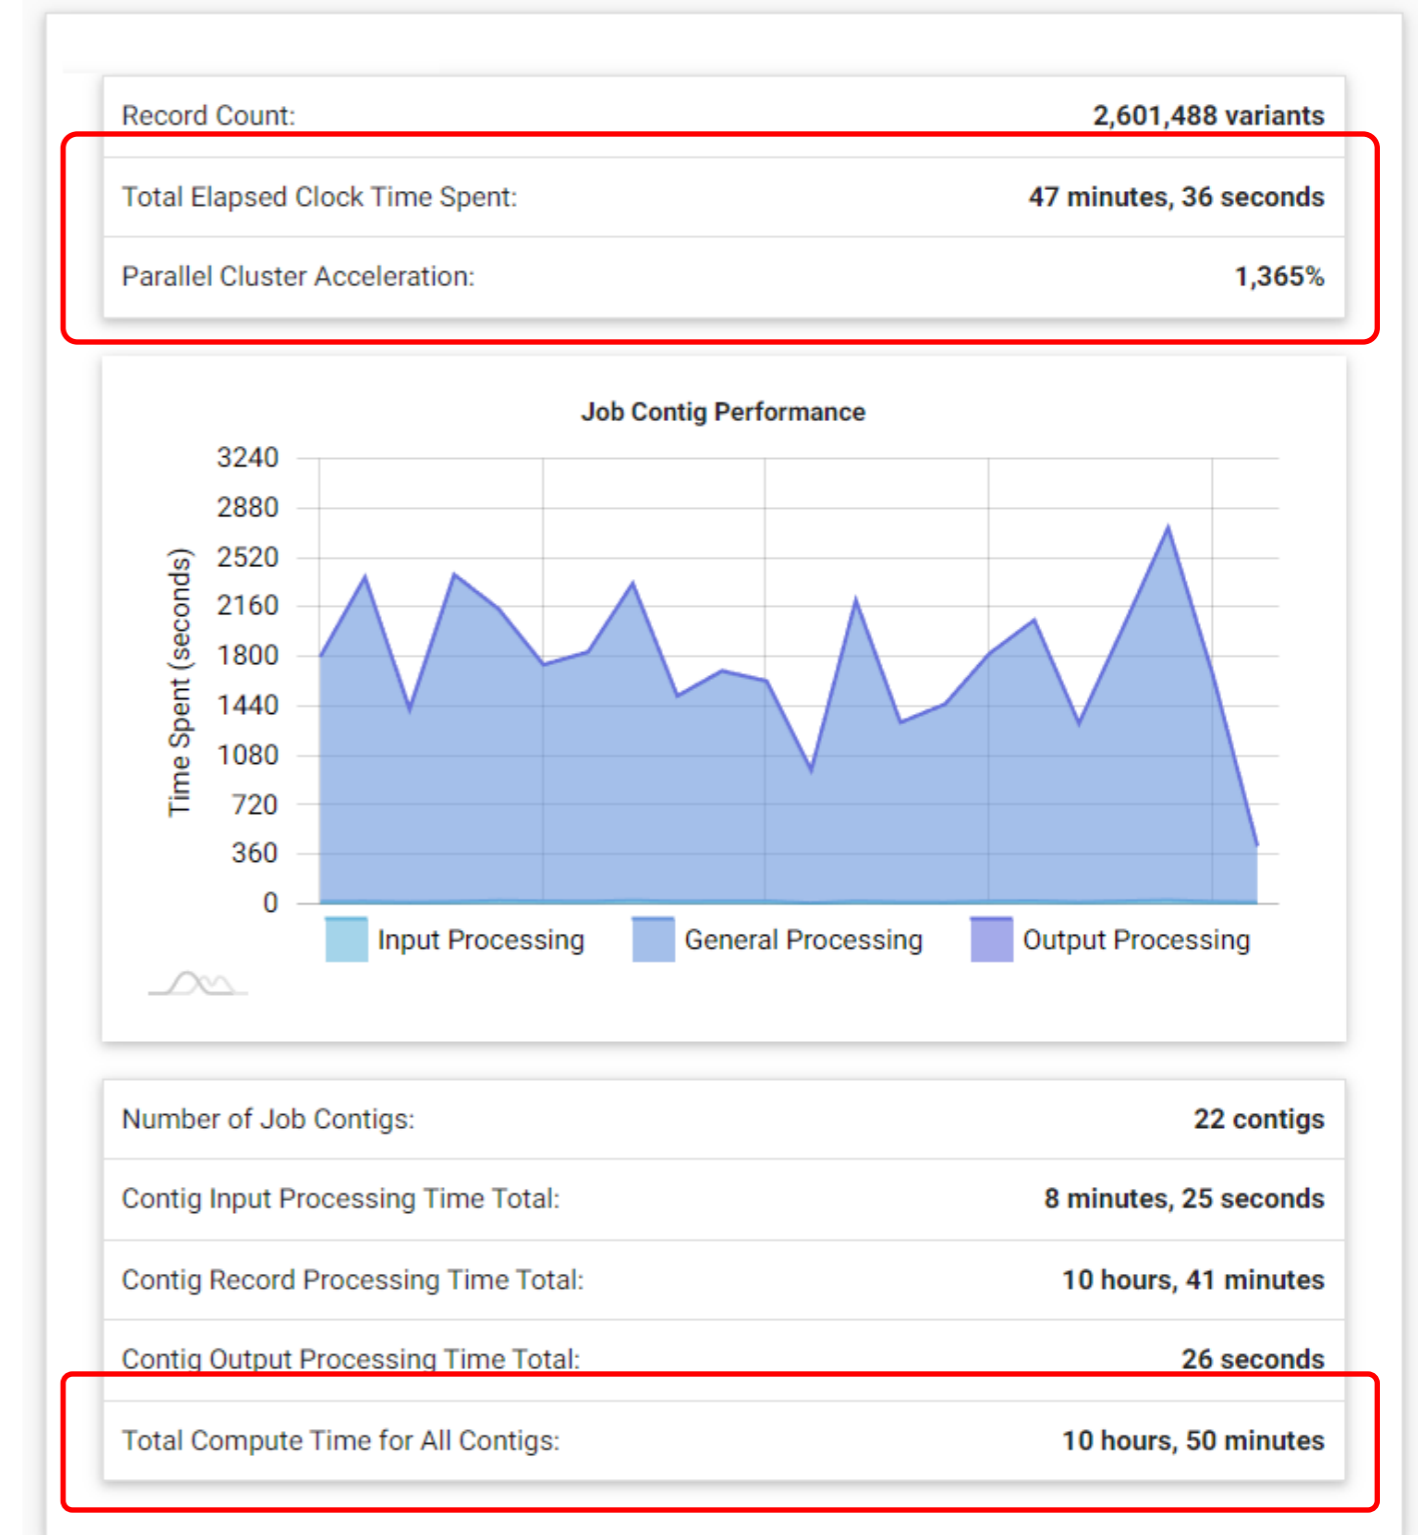 Record Count: 2,601,488 variants
Total Elapsed Clock Time Spent: 47 minutes, 36 seconds
Parallel Cluster Acceleration: 1,365%
Job Contig Performance
3240
2880
2520
2160
1800
1440
1080
720
360
0
Time Spent (seconds)
Input Processing General Processing Output Processing
Number of Job Contigs: 22 contigs
Contig Input Processing Time Total: 8 minutes, 25 seconds
Contig Record Processing Time Total: 10 hours, 41 minutes
Contig Output Processing Time Total: 26 seconds
Total Compute Time for All Contigs: 10 hours, 50 minutes